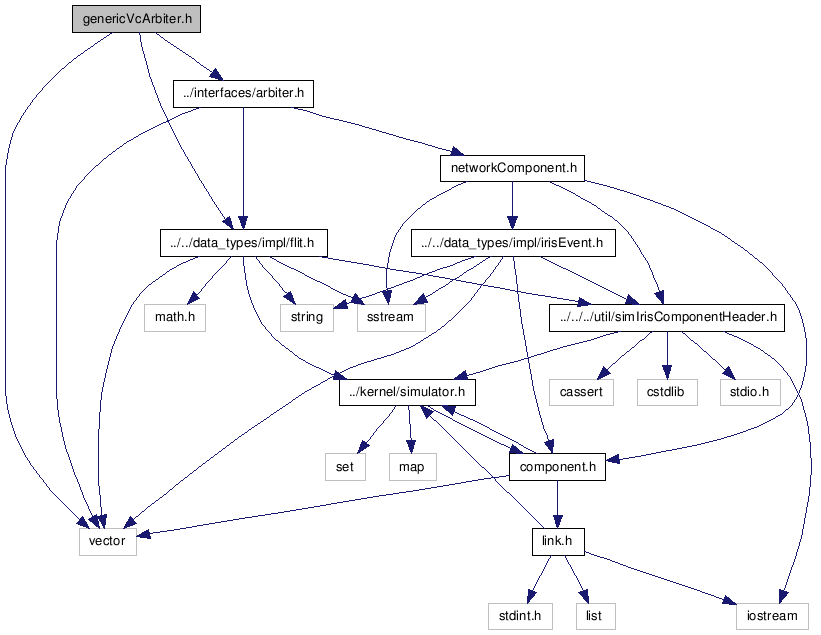 genericVcArbiter.h
../interfaces/arbiter.h
networkComponent.h
../../data_types/impl/flit.h
../../data_types/impl/irisEvent.h
math.h
string
sstream
../../../util/simIrisComponentHeader.h
../kernel/simulator.h
cassert
cstdlib
stdio.h
set
map
component.h
vector
link.h
stdint.h
list
iostream